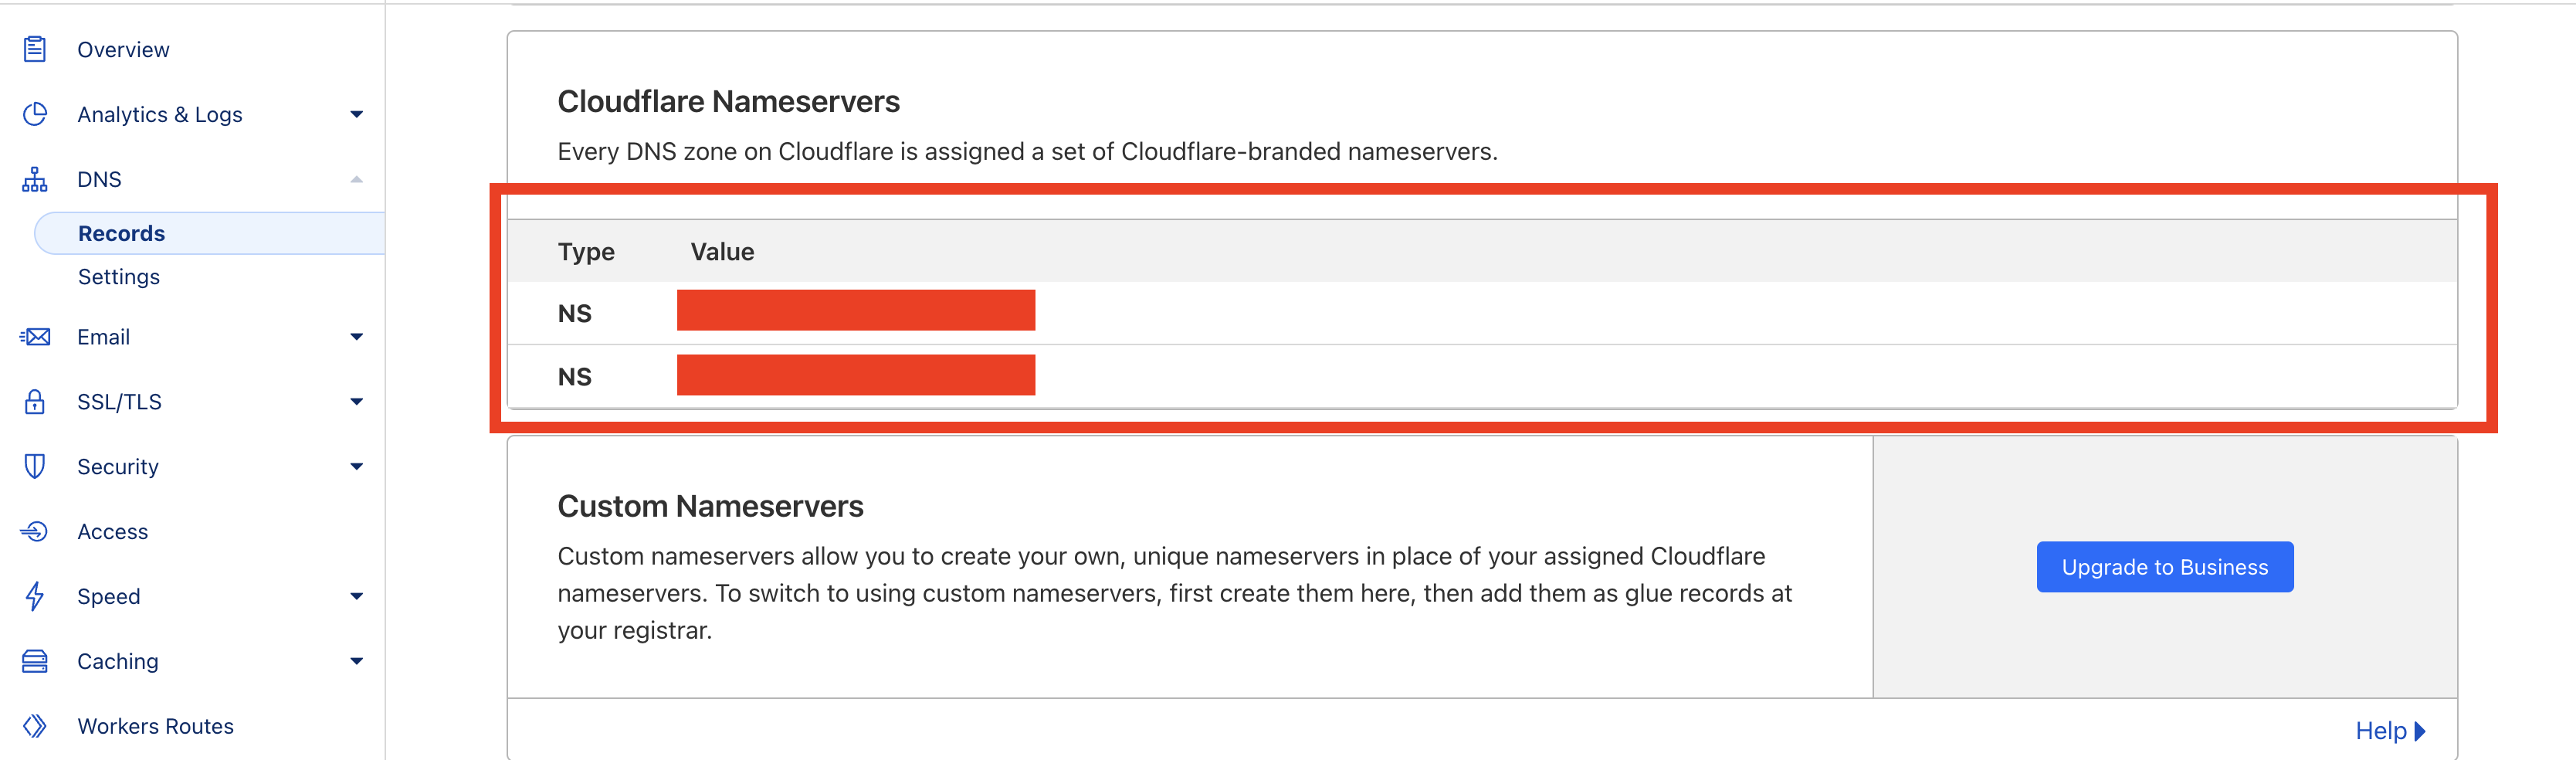 Overview
Analytics & Logs
DNS
Records
Settings
Email
SSL/TLS
Security
Access
Speed
Caching
Workers Routes
Cloudflare Nameservers
Every DNS zone on Cloudflare is assigned a set of Cloudflare-branded nameservers.
Type Value
NS
NS
Custom Nameservers
Custom nameservers allow you to create your own, unique nameservers in place of your assigned Cloudflare
nameservers. To switch to using custom nameservers, first create them here, then add them as glue records at
your registrar.
Upgrade to Business
Help